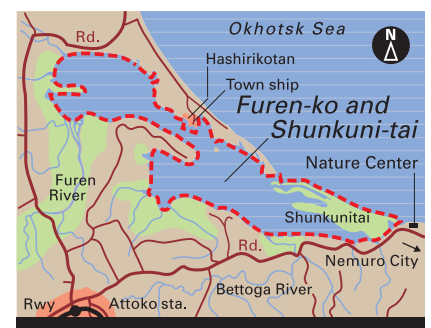 Okhotsk Sea
Rd.
N
Hashirikotan
Town ship
Furen-ko and
Shunkuni-tai
Nature Center
Furen
River
Shunkunitai
Rd.
Nemuro City
Bettoga River
Rwy
Attoko sta.